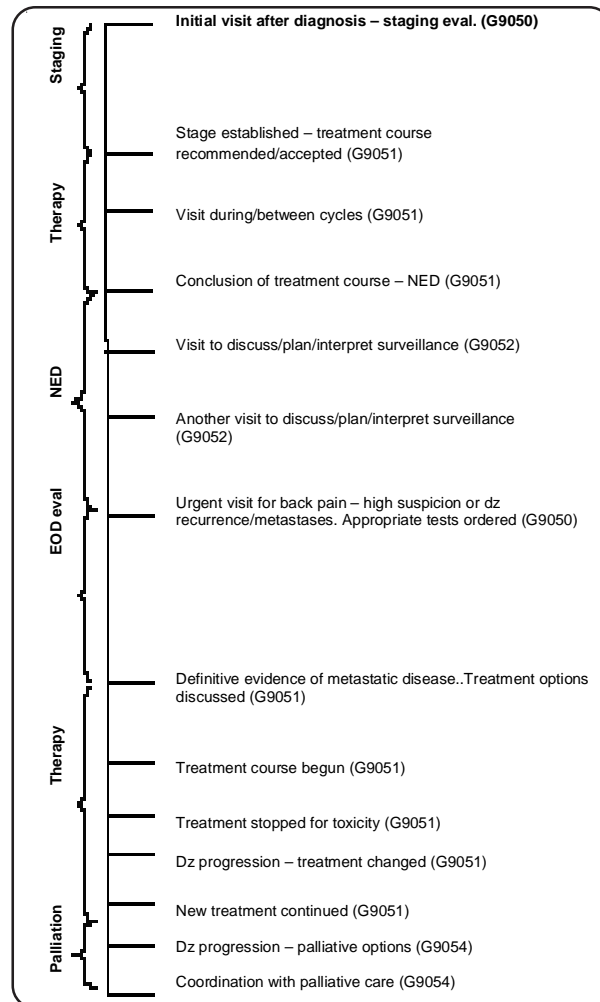 Staging
Initial visit after diagnosis – staging eval. (G9050)
Stage established – treatment course
recommended/accepted (G9051)
Therapy
Visit during/between cycles (G9051)
Conclusion of treatment course – NED (G9051)
NED
Visit to discuss/plan/interpret surveillance (G9052)
Another visit to discuss/plan/interpret surveillance
(G9052)
EOD eval
Urgent visit for back pain – high suspicion or dz
recurrence/metastases. Appropriate tests ordered (G9050)
Definitive evidence of metastatic disease..Treatment options
discussed (G9051)
Therapy
Treatment course begun (G9051)
Treatment stopped for toxicity (G9051)
Dz progression – treatment changed (G9051)
New treatment continued (G9051)
Palliation
Dz progression – palliative options (G9054)
Coordination with palliative care (G9054)